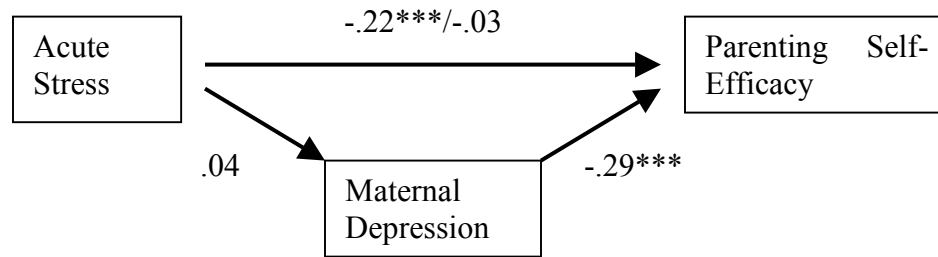 -.22***/-.03
Acute
Stress
Parenting Self-
Efficacy
.04
-.29***
Maternal
Depression